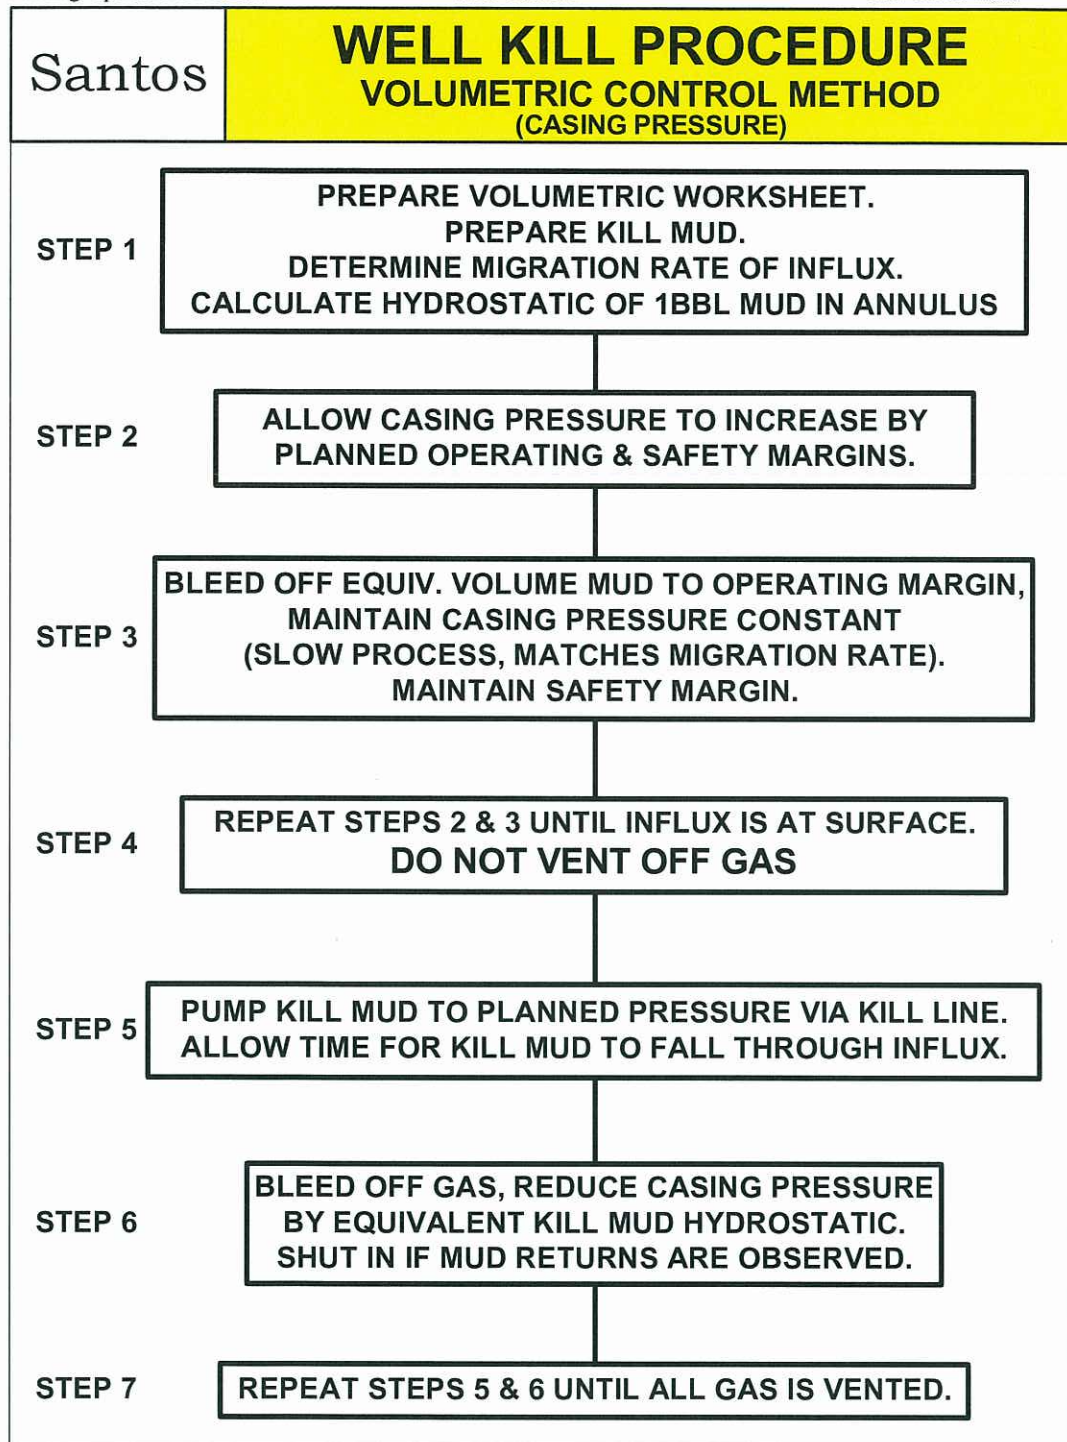 Santos
WELL KILL PROCEDURE
VOLUMETRIC CONTROL METHOD
(CASING PRESSURE)
STEP 1
PREPARE VOLUMETRIC WORKSHEET.
PREPARE KILL MUD.
DETERMINE MIGRATION RATE OF INFLUX.
CALCULATE HYDROSTATIC OF 1BBL MUD IN ANNULUS
STEP 2
ALLOW CASING PRESSURE TO INCREASE BY
PLANNED OPERATING & SAFETY MARGINS.
STEP 3
BLEED OFF EQUIV. VOLUME MUD TO OPERATING MARGIN,
MAINTAIN CASING PRESSURE CONSTANT
(SLOW PROCESS, MATCHES MIGRATION RATE).
MAINTAIN SAFETY MARGIN.
STEP 4
REPEAT STEPS 2 & 3 UNTIL INFLUX IS AT SURFACE.
DO NOT VENT OFF GAS
STEP 5
PUMP KILL MUD TO PLANNED PRESSURE VIA KILL LINE.
ALLOW TIME FOR KILL MUD TO FALL THROUGH INFLUX.
STEP 6
BLEED OFF GAS, REDUCE CASING PRESSURE
BY EQUIVALENT KILL MUD HYDROSTATIC.
SHUT IN IF MUD RETURNS ARE OBSERVED.
STEP 7
REPEAT STEPS 5 & 6 UNTIL ALL GAS IS VENTED.